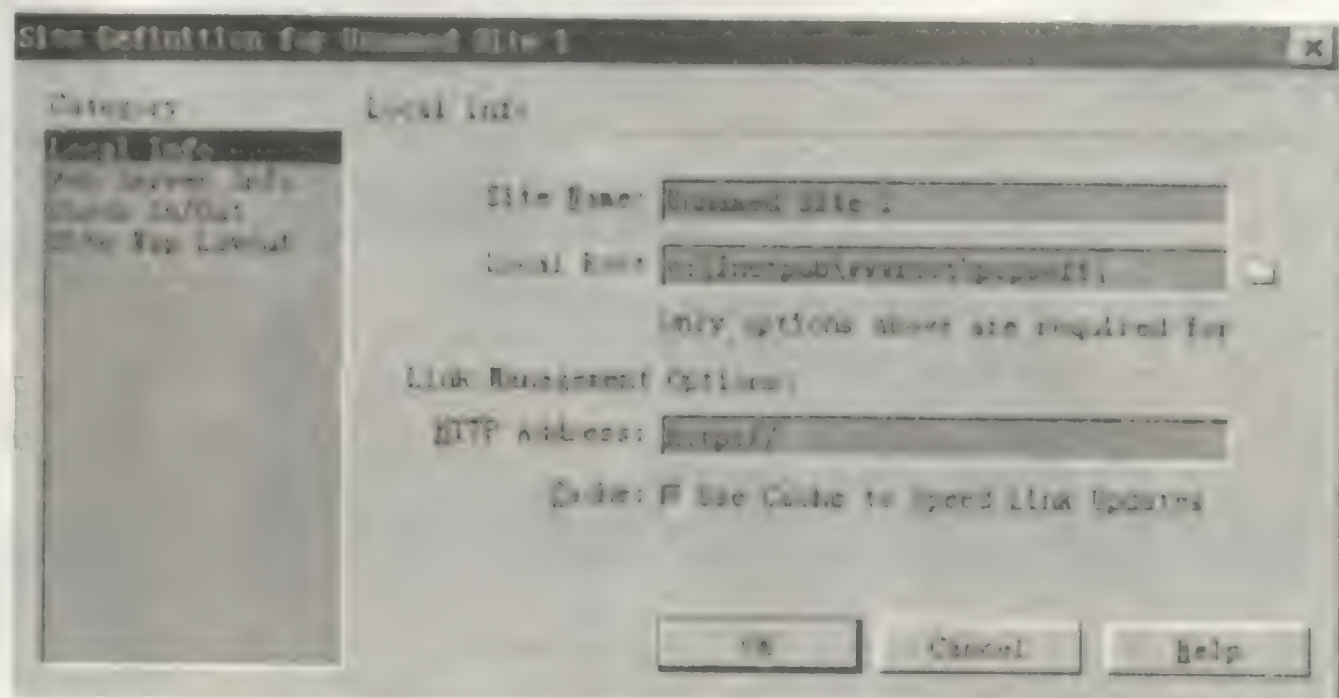 Site Definition for Unnamed Site 1
Category
Local Info
Local Info
Web Server Info
Check In/Out
Site Map Layout
Site Name: Unnamed Site 1
Local Root
Only options above are required for
Link Management Options:
HTTP Address: http://
Cache: Use Cache to Speed Link Updates
OK
Cancel
Help